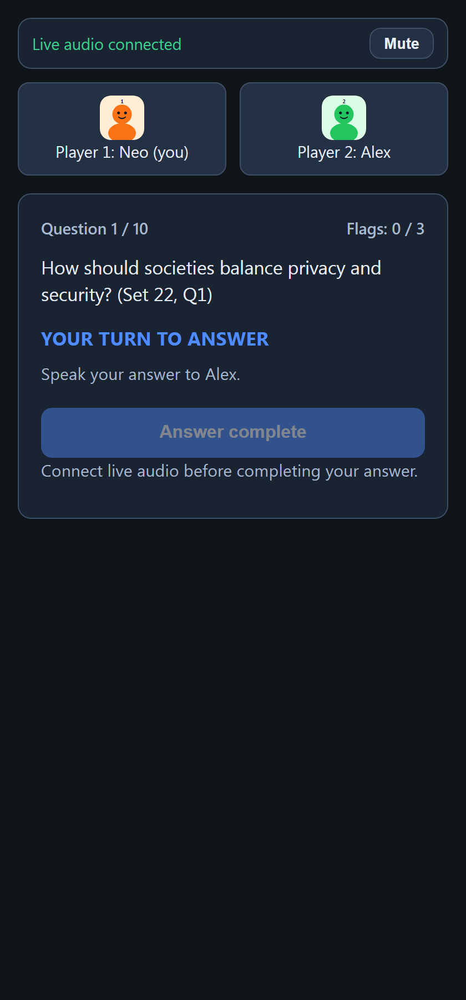 Live audio connected
Mute
1
Player 1: Neo (you)
2
Player 2: Alex
Question 1 / 10
Flags: 0 / 3
How should societies balance privacy and
security? (Set 22, Q1)
YOUR TURN TO ANSWER
Speak your answer to Alex.
Answer complete
Connect live audio before completing your answer.